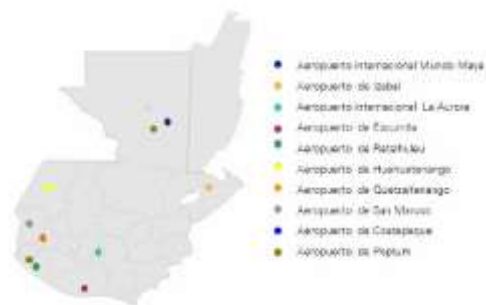 Aeropuerto internacional Mundo Maya
Aeropuerto de Izabal
Aeropuerto internacional La Aurora
Aeropuerto de Escuintla
Aeropuerto de Retalhuleu
Aeropuerto de Huehuetenango
Aeropuerto de Quetzaltenango
Aeropuerto de San Marcos
Aeropuerto de Coatepeque
Aeropuerto de Poptum